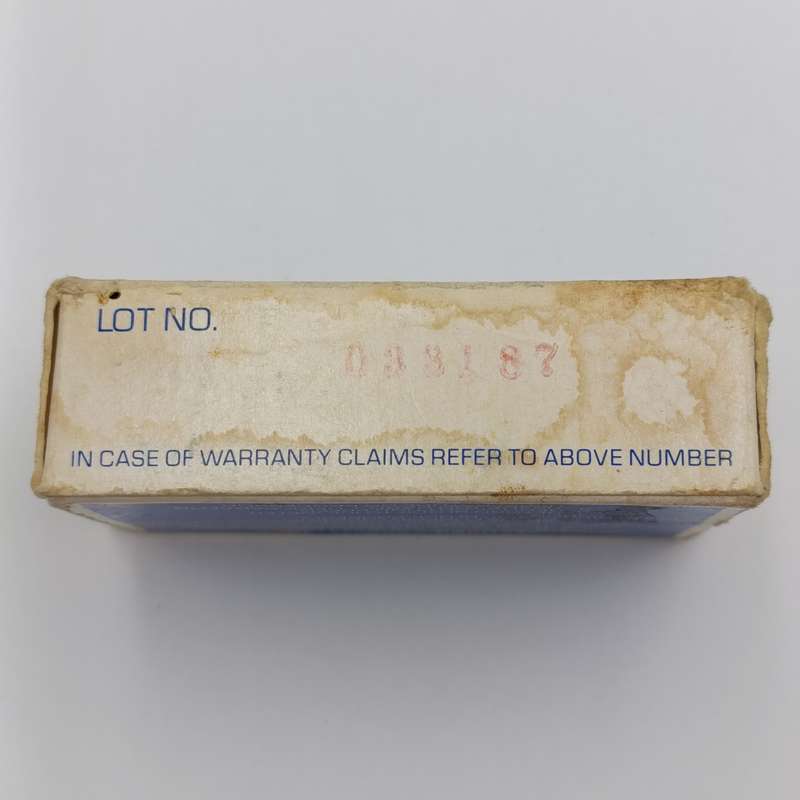 LOT NO.
IN CASE OF WARRANTY CLAIMS REFER TO ABOVE NUMBER